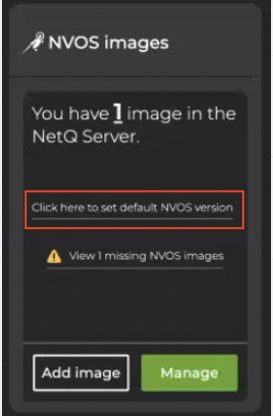 NVOS images
You have 1 image in the
NetQ Server.
Click here to set default NVOS version
View 1 missing NVOS images
Add image
Manage